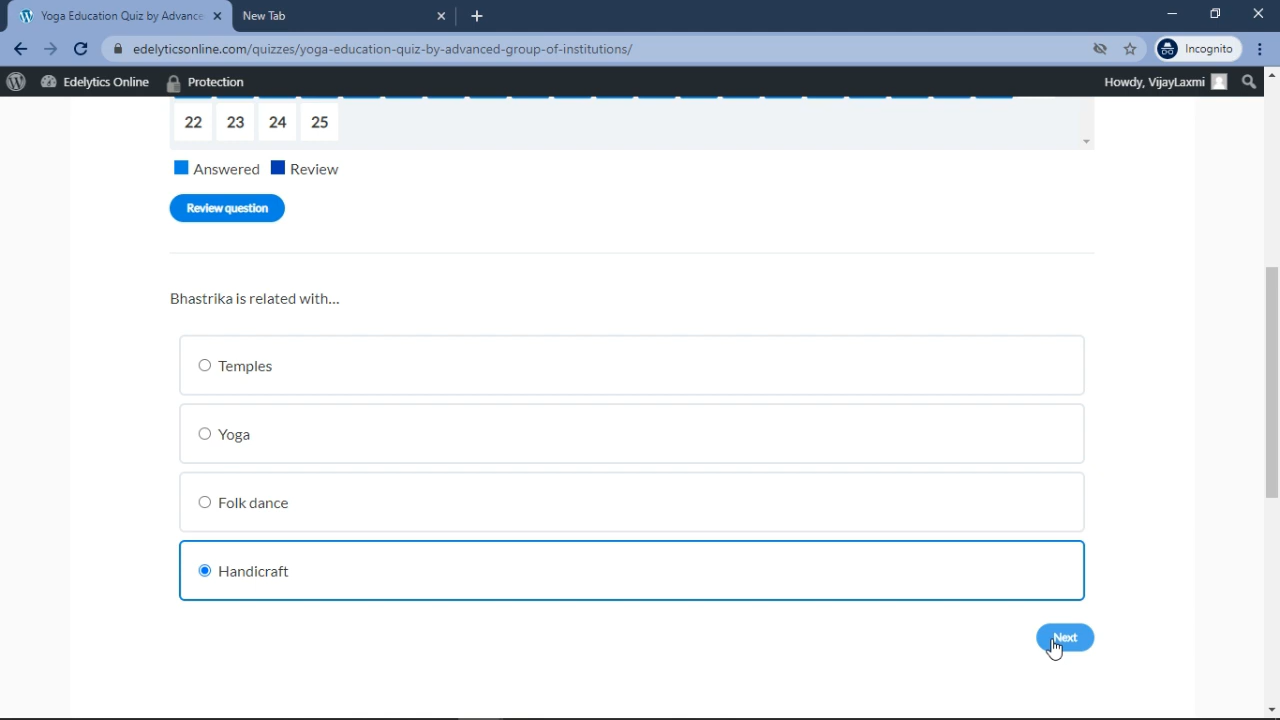 Yoga Education Quiz by Advance
New Tab
edelyticsonline.com/quizzes/yoga-education-quiz-by-advanced-group-of-institutions/
Incognito
Edelytics Online
Protection
Howdy, VijayLaxmi
22 23 24 25
Answered Review
Review question
Bhastrika is related with...
Temples
Yoga
Folk dance
Handicraft
Next